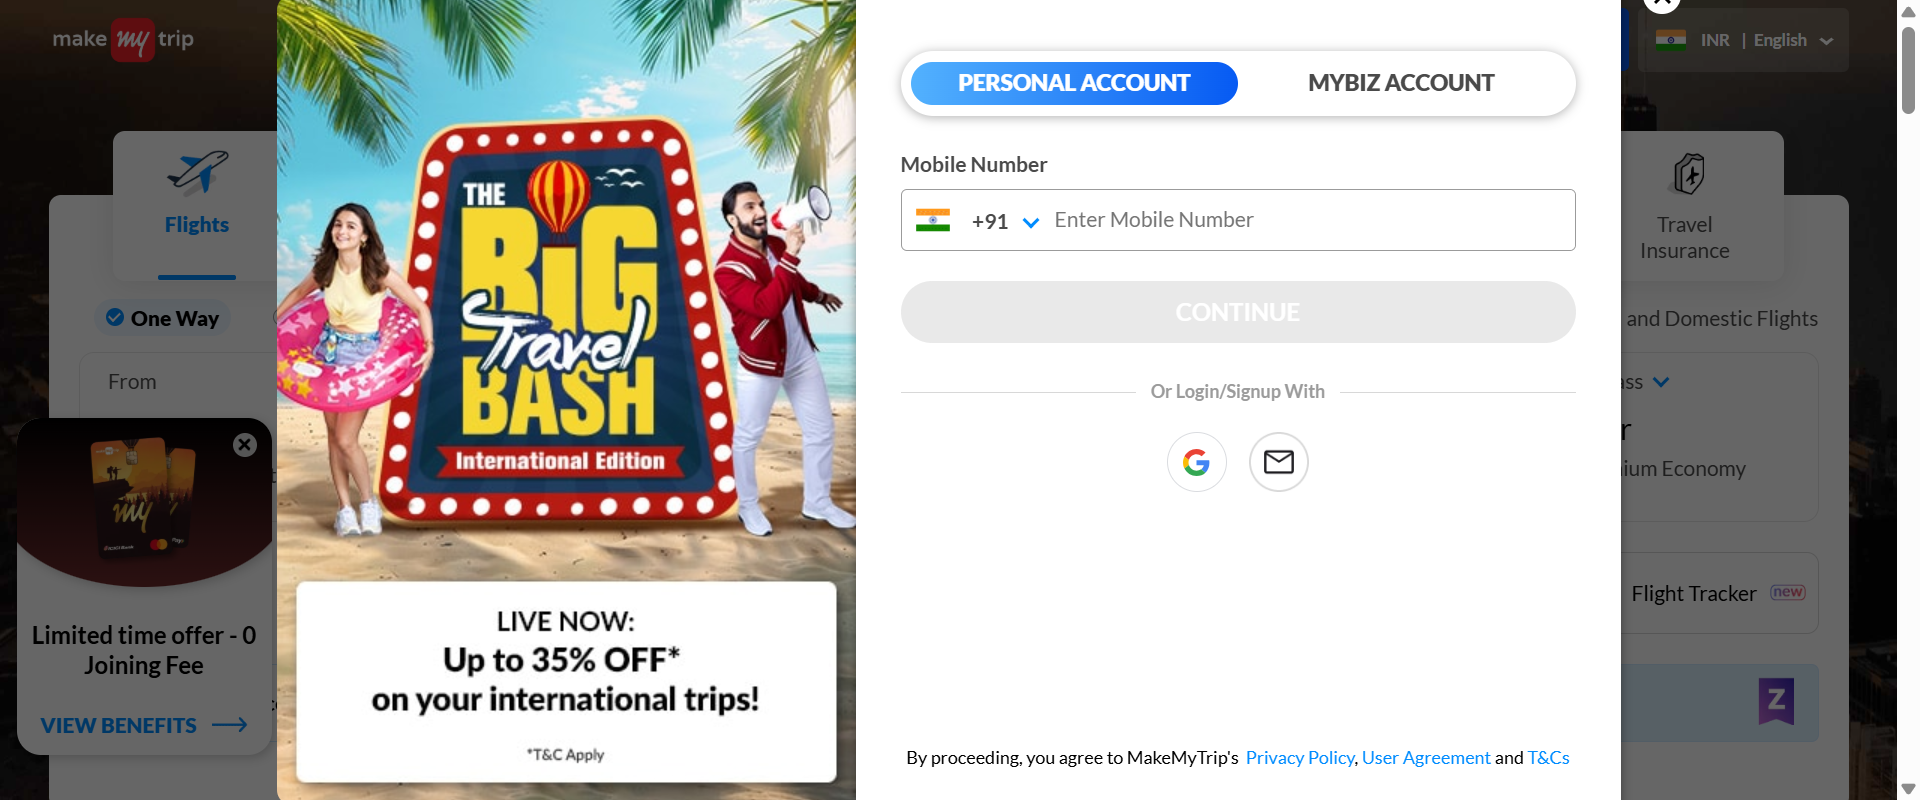 make my trip
INR | English
Flights
One Way
From
Limited time offer - 0
Joining Fee
VIEW BENEFITS
THE
BIG
Travel
BASH
International Edition
LIVE NOW:
Up to 35% OFF*
on your international trips!
*T&C Apply
PERSONAL ACCOUNT
MYBIZ ACCOUNT
Mobile Number
+91
Enter Mobile Number
CONTINUE
Or Login/Signup With
By proceeding, you agree to MakeMyTrip's Privacy Policy, User Agreement and T&Cs
Travel
Insurance
and Domestic Flights
Economy
Flight Tracker new
Z